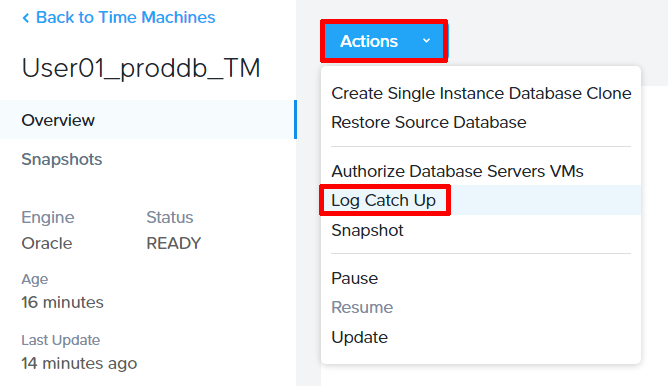 Back to Time Machines
User01_proddb_TM
Overview
Snapshots
Engine Status
Oracle READY
Age
16 minutes
Last Update
14 minutes ago
Actions
Create Single Instance Database Clone
Restore Source Database
Authorize Database Servers VMs
Log Catch Up
Snapshot
Pause
Resume
Update